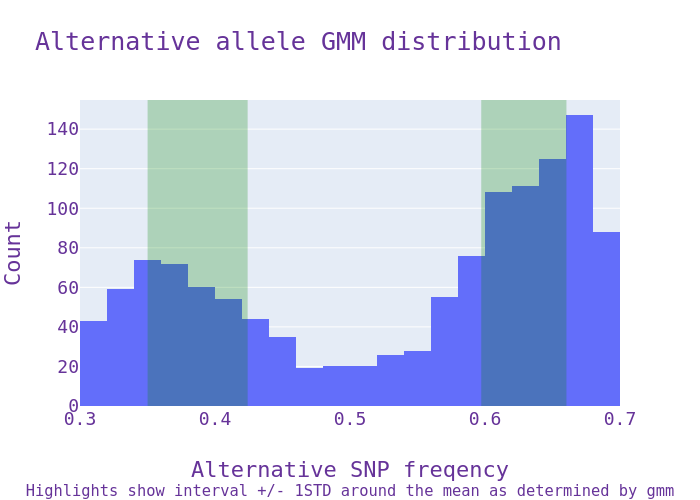 Alternative allele GMM distribution
140
120
100
80
60
40
20
0
Count
0.3 0.4 0.5 0.6 0.7
Alternative SNP freqency
Highlights show interval +/- 1STD around the mean as determined by gmm